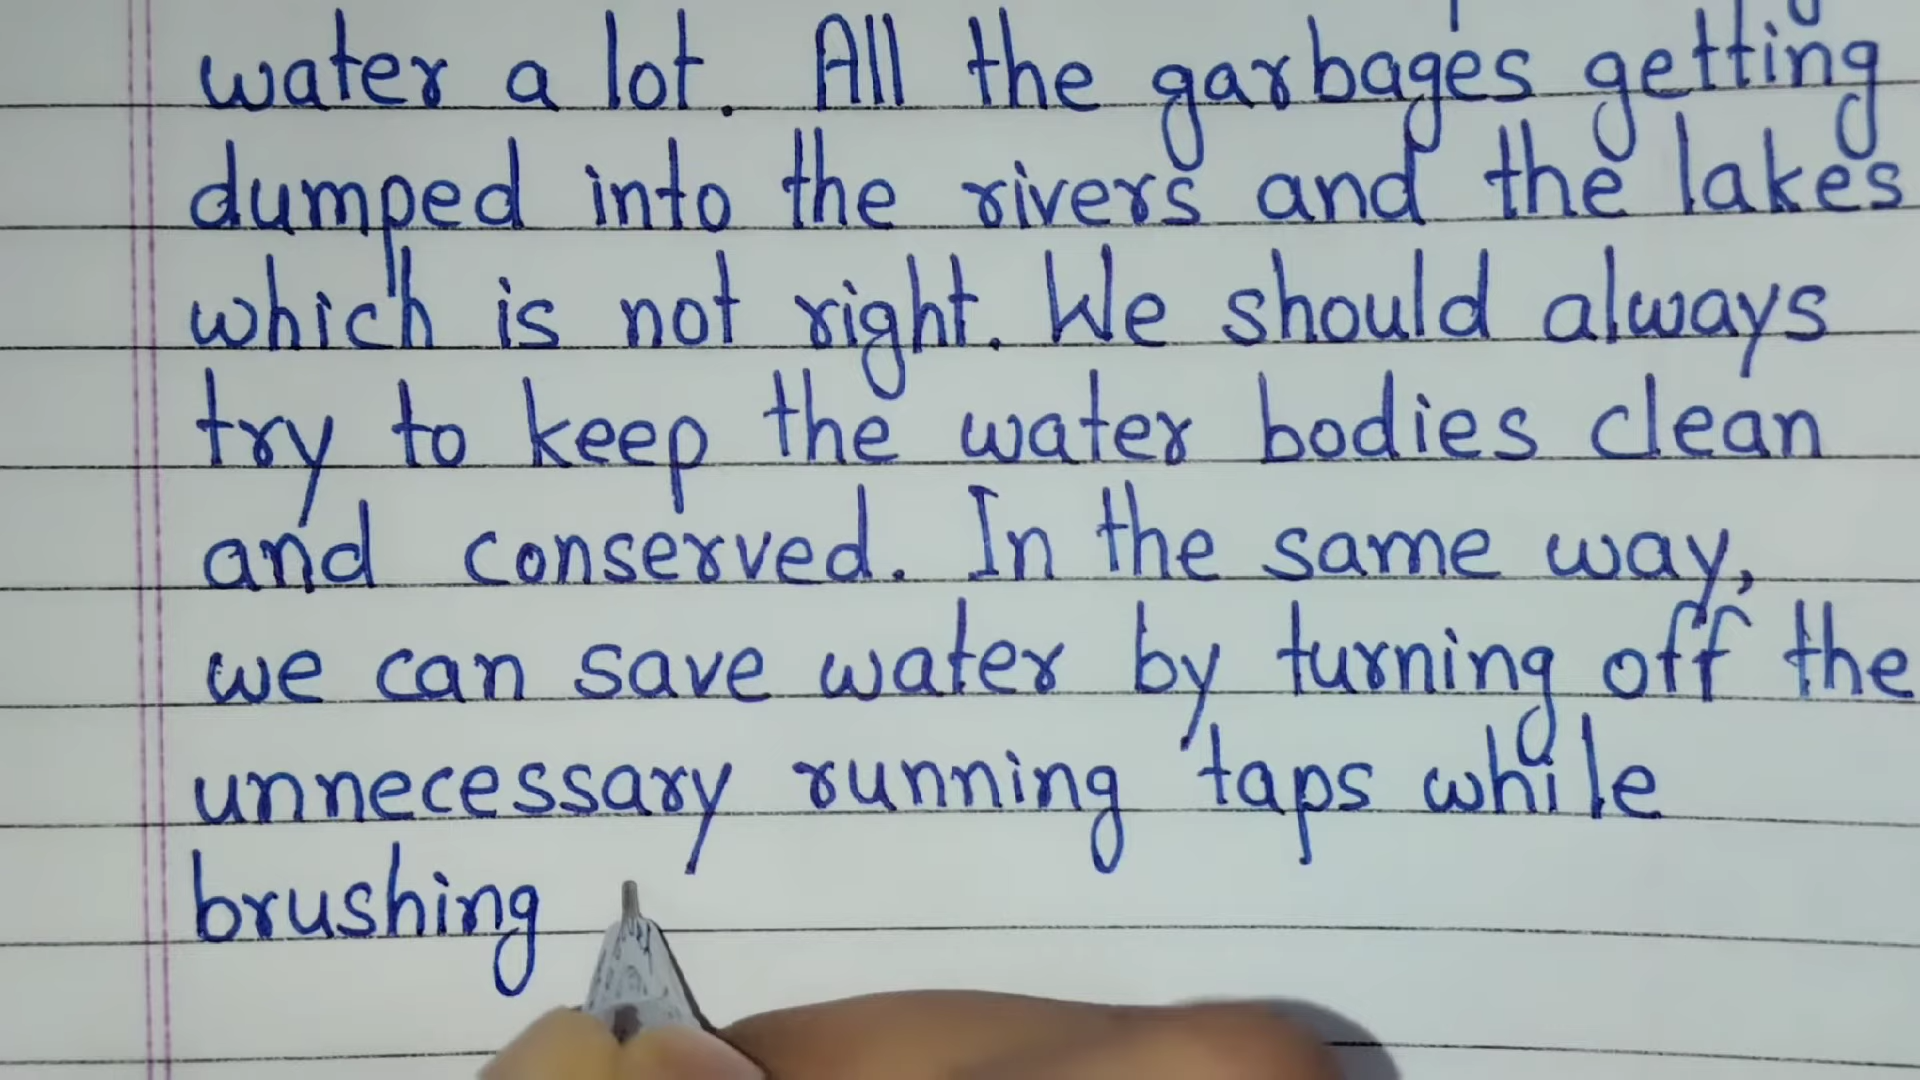 water a lot. All the garbages getting
dumped into the rivers and the lakes
which is not right. We should always
try to keep the water bodies clean
and conserved. In the same way,
we can save water by turning off the
unnecessary running taps while
brushing